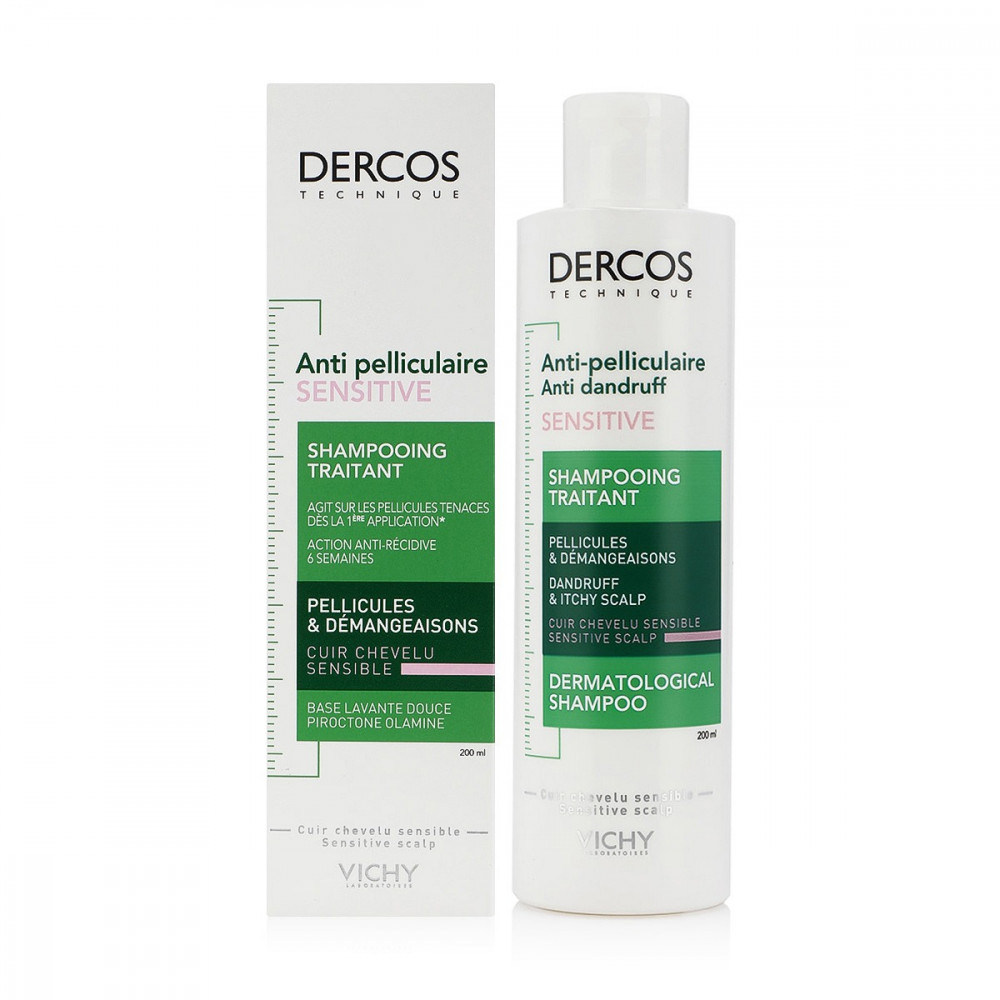 DERCOS
TECHNIQUE
Anti pelliculaire
SENSITIVE
SHAMPOOING
TRAITANT
AGIT SUR LES PELLICULES TENACES
DÈS LA 1ÈRE APPLICATION*
ACTION ANTI-RÉCIDIVE
6 SEMAINES
PELLICULES
& DÉMANGEAISONS
CUIR CHEVELU
SENSIBLE
BASE LAVANTE DOUCE
PIROCTONE OLAMINE
200 ml
Cuir chevelu sensible
Sensitive scalp
VICHY
LABORATOIRES
DERCOS
TECHNIQUE
Anti-pelliculaire
Anti dandruff
SENSITIVE
SHAMPOOING
TRAITANT
PELLICULES
& DÉMANGEAISONS
DANDRUFF
& ITCHY SCALP
CUIR CHEVELU SENSIBLE
SENSITIVE SCALP
DERMATOLOGICAL
SHAMPOO
200 ml
Cuir chevelu sensible
Sensitive scalp
VICHY
LABORATOIRES